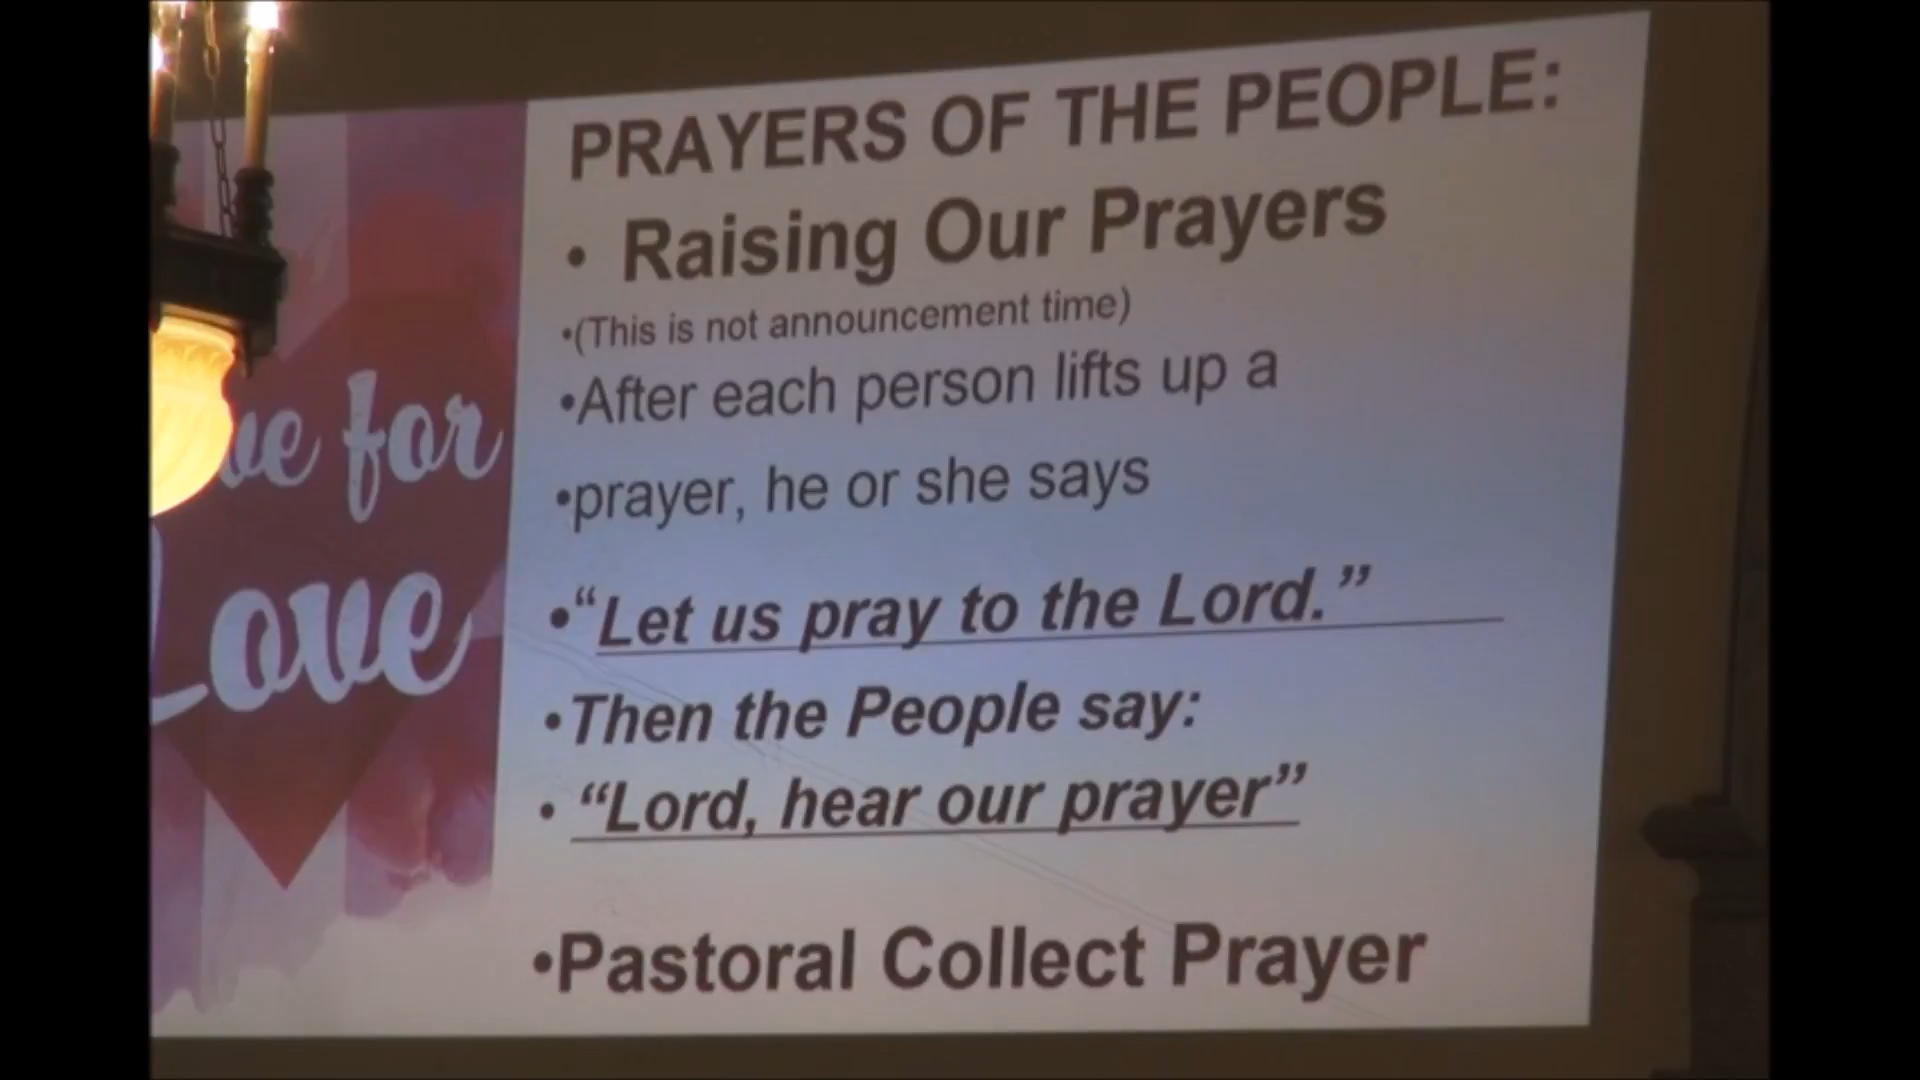 PRAYERS OF THE PEOPLE:
• Raising Our Prayers
•(This is not announcement time)
•After each person lifts up a
•prayer, he or she says
•“Let us pray to the Lord.”
•Then the People say:
• “Lord, hear our prayer”
•Pastoral Collect Prayer
for
Love